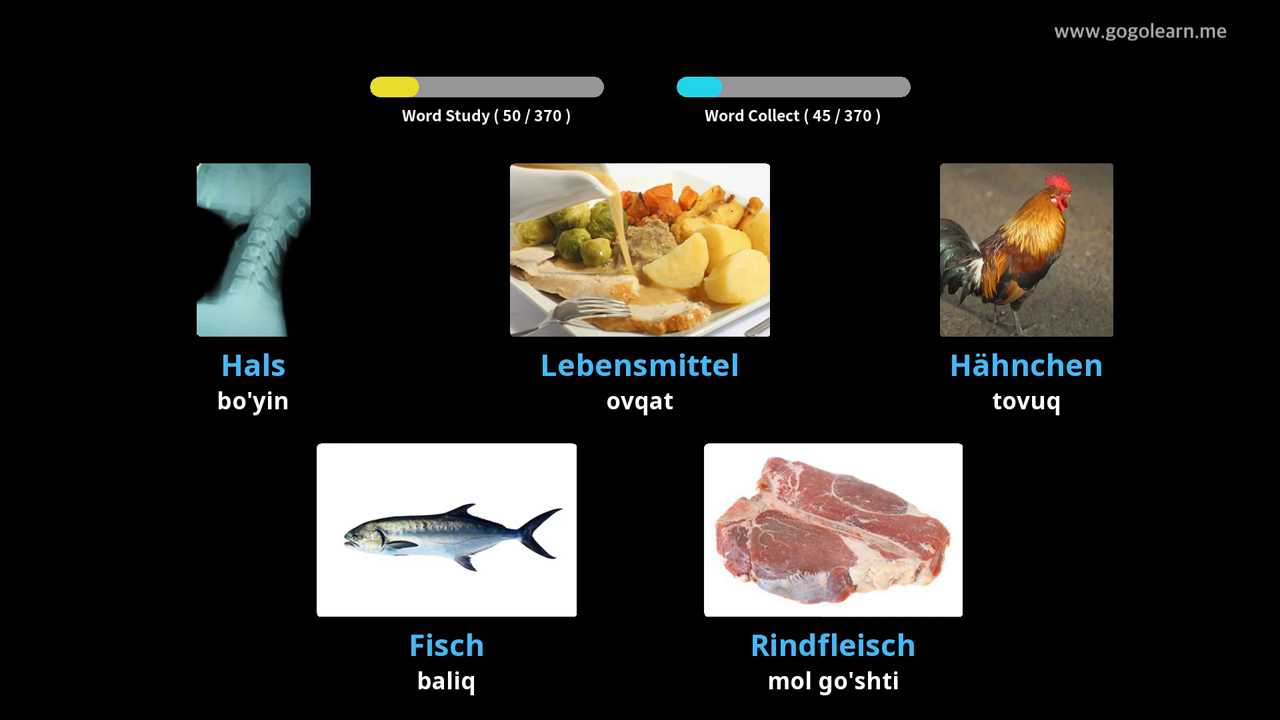 www.gogolearn.me
Word Study ( 50 / 370 )
Word Collect ( 45 / 370 )
Hals
bo'yin
Lebensmittel
ovqat
Hähnchen
tovuq
Fisch
baliq
Rindfleisch
mol go'shti